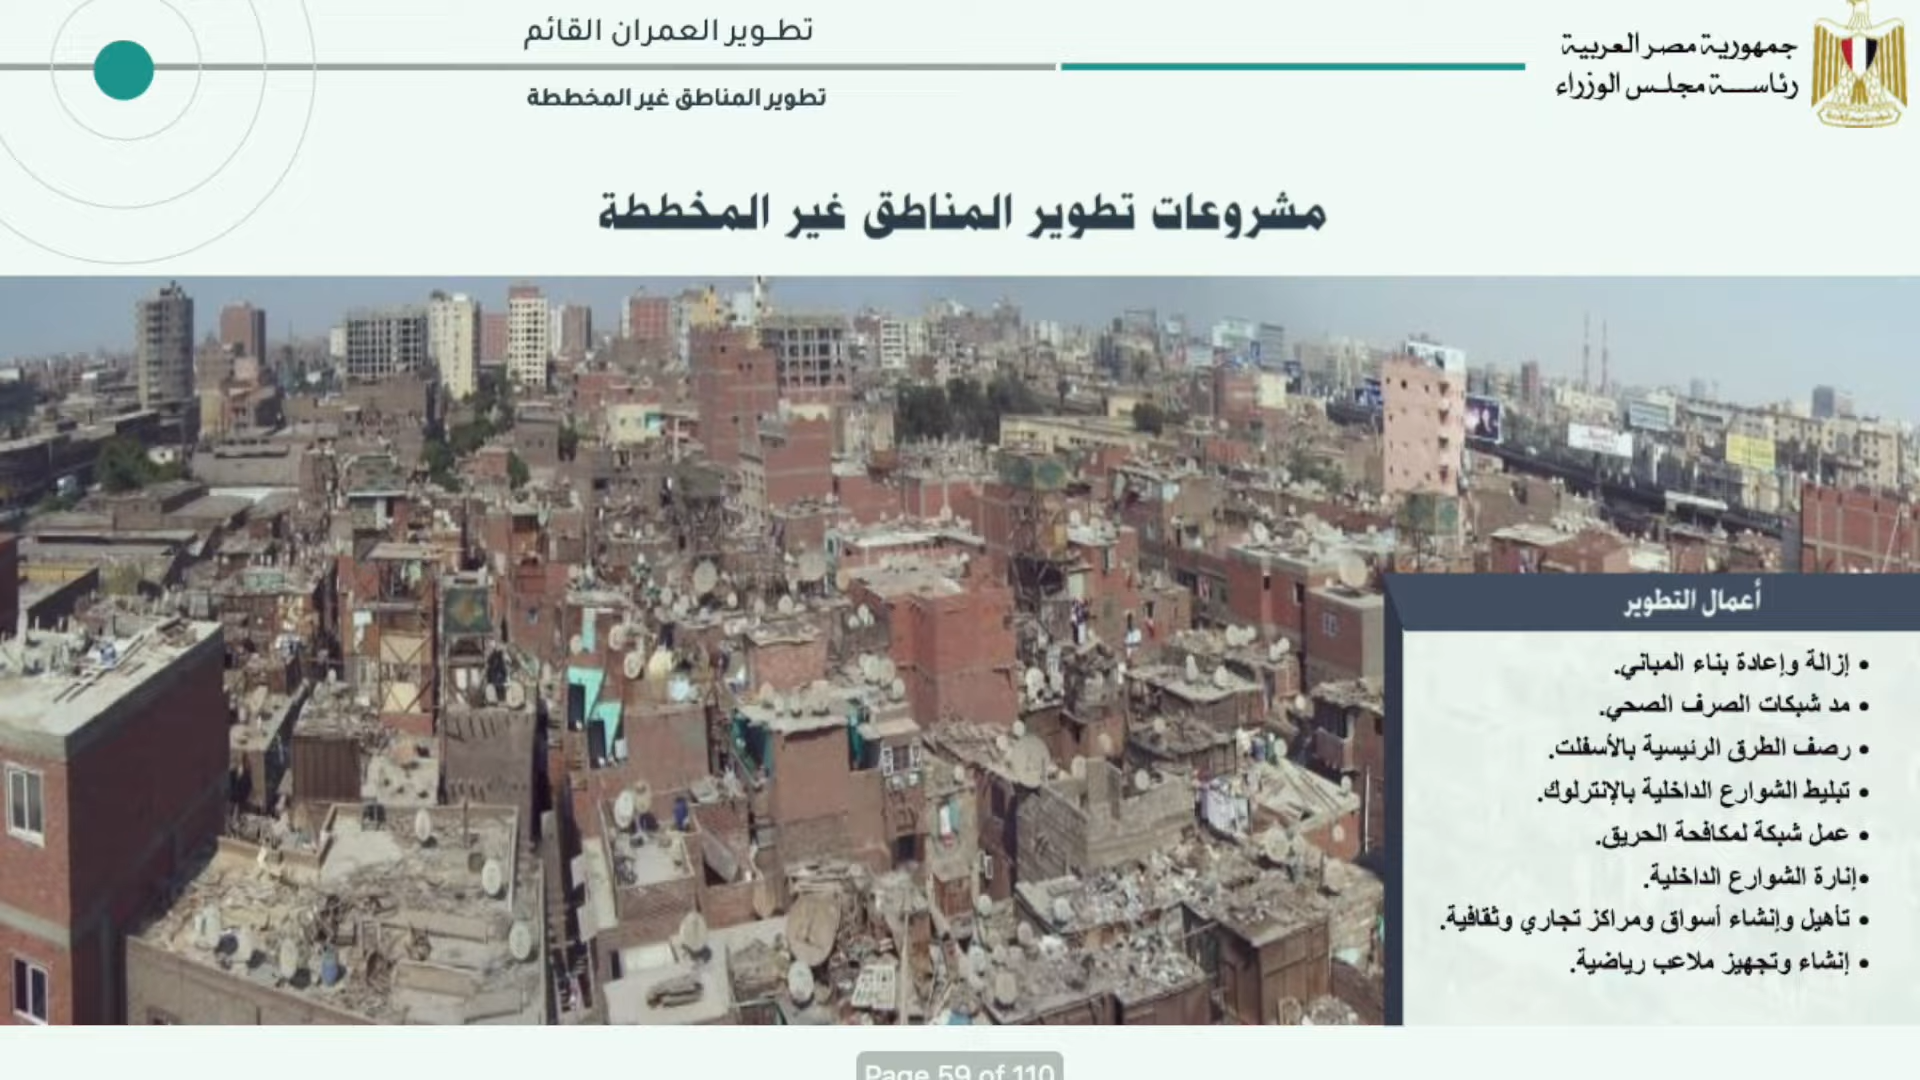 جمهورية مصر العربية
رئاسة مجلس الوزراء
تطوير العمران القائم
تطوير المناطق غير المخططة
مشروعات تطوير المناطق غير المخططة
أعمال التطوير
• إزالة وإعادة بناء المباني.
• مد شبكات الصرف الصحي.
• رصف الطرق الرئيسية بالأسفلت.
• تبليط الشوارع الداخلية بالإنترلوك.
• عمل شبكة لمكافحة الحريق.
•إنارة الشوارع الداخلية.
• تأهيل وإنشاء أسواق ومراكز تجاري وثقافية.
• إنشاء وتجهيز ملاعب رياضية.
Page 59 of 110